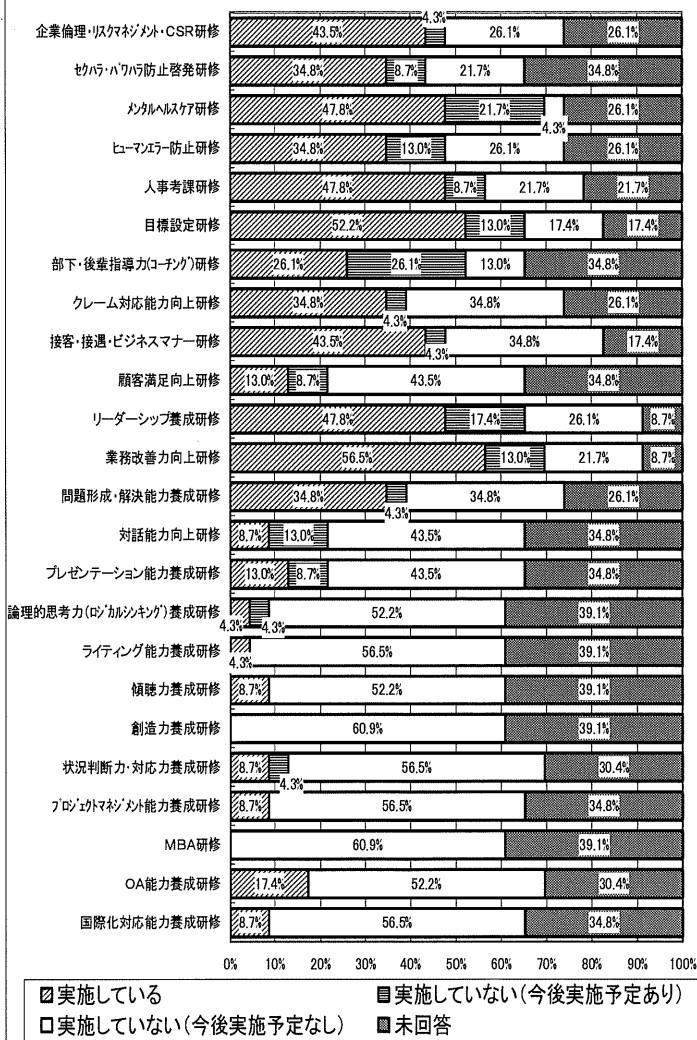 4.3%
企業倫理・リスクマネジメント・CSR研修 43.5% 26.1% 26.1%
セクハラ・パワハラ防止啓発研修 34.8% 8.7% 21.7% 34.8%
メンタルヘルスケア研修 47.8% 21.7% 26.1%
4.3%
ヒューマンエラー防止研修 34.8% 13.0% 26.1% 26.1%
人事考課研修 47.8% 8.7% 21.7% 21.7%
目標設定研修 52.2% 13.0% 17.4% 17.4%
部下・後輩指導力(コーチング)研修 26.1% 26.1% 13.0% 34.8%
クレーム対応能力向上研修 34.8% 34.8% 26.1%
4.3%
接客・接遇・ビジネスマナー研修 43.5% 34.8% 17.4%
4.3%
顧客満足向上研修 13.0% 8.7% 43.5% 34.8%
リーダーシップ養成研修 47.8% 17.4% 26.1% 8.7%
業務改善力向上研修 56.5% 13.0% 21.7% 8.7%
問題形成・解決能力養成研修 34.8% 34.8% 26.1%
4.3%
対話能力向上研修 8.7% 13.0% 43.5% 34.8%
プレゼンテーション能力養成研修 13.0% 8.7% 43.5% 34.8%
論理的思考力(ロジカルシンキング)養成研修 52.2% 39.1%
4.3% 4.3%
ライティング能力養成研修 56.5% 39.1%
4.3%
傾聴力養成研修 8.7% 52.2% 39.1%
創造力養成研修 60.9% 39.1%
状況判断力・対応力養成研修 8.7% 56.5% 30.4%
4.3%
プロジェクトマネジメント能力養成研修 8.7% 56.5% 34.8%
MBA研修 60.9% 39.1%
OA能力養成研修 17.4% 52.2% 30.4%
国際化対応能力養成研修 8.7% 56.5% 34.8%
0% 10% 20% 30% 40% 50% 60% 70% 80% 90% 100%
実施している 実施していない(今後実施予定あり)
実施していない(今後実施予定なし) 未回答